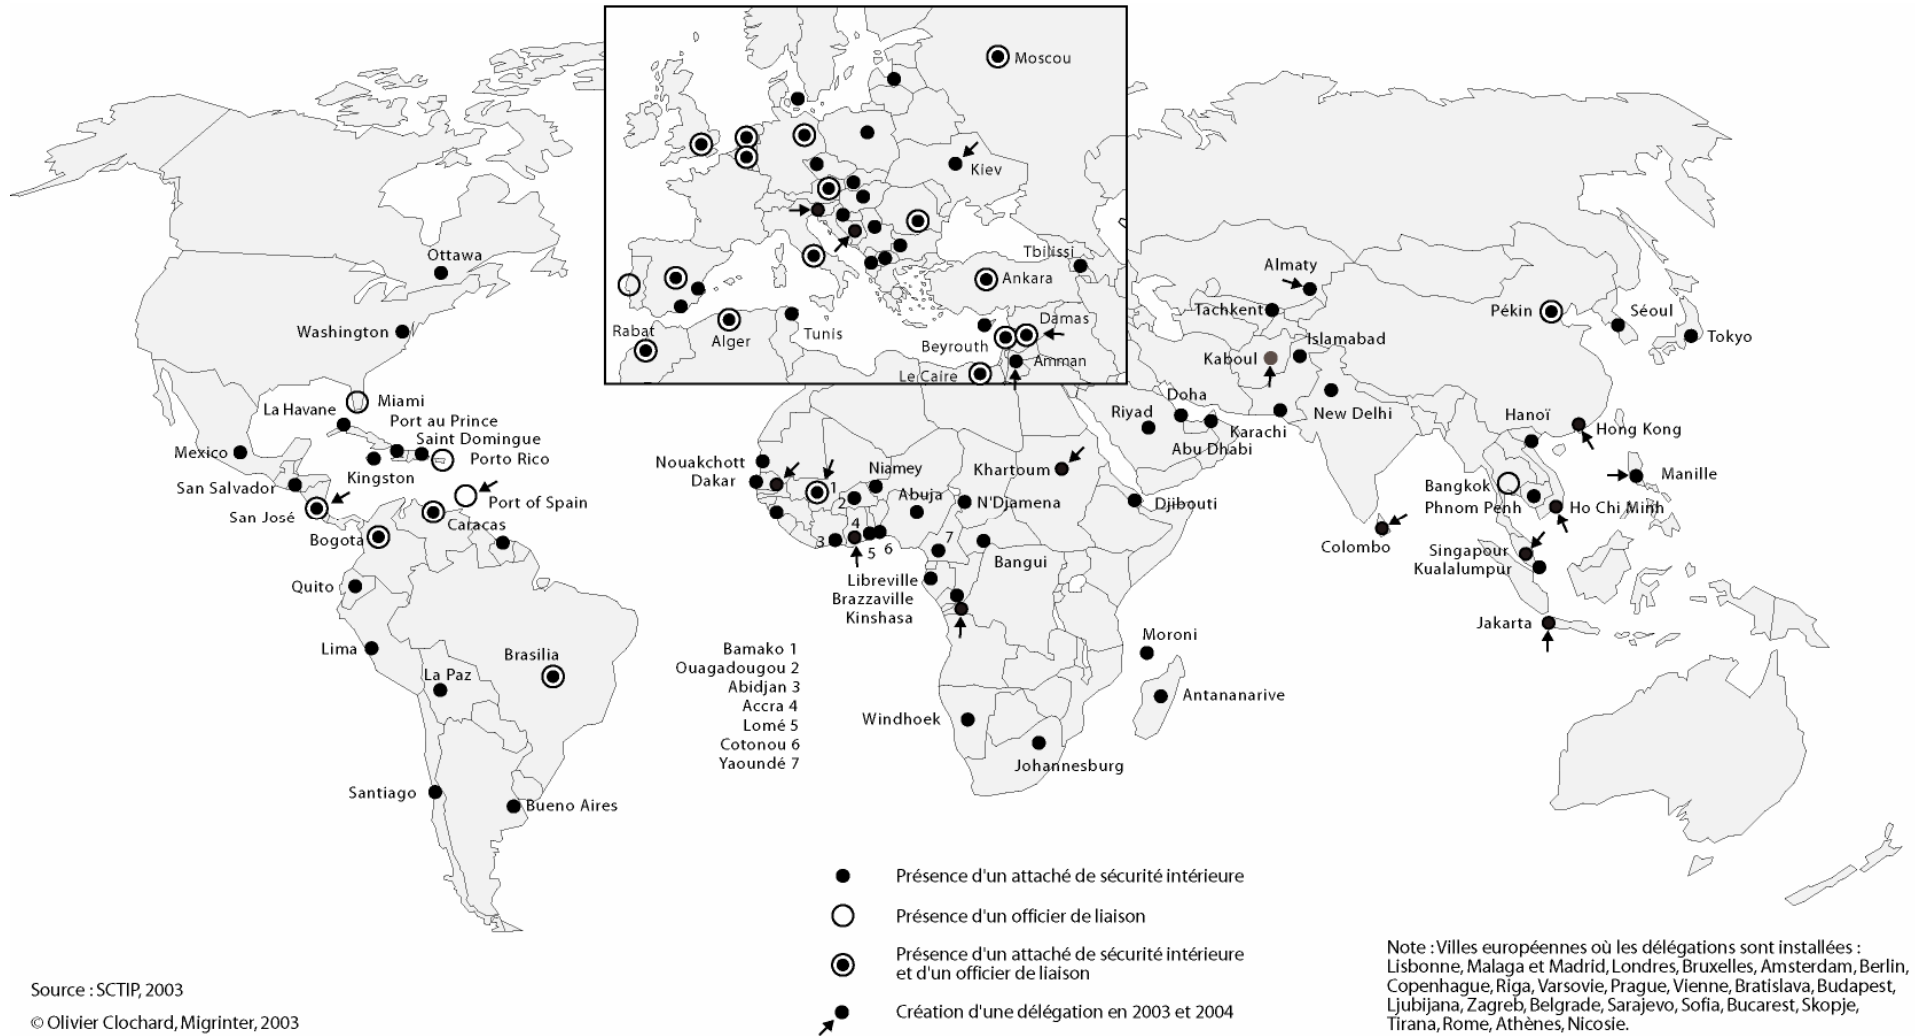 Moscou
Kiev
Tbilissi
Ankara
Damas
Beyrouth
Amman
Le Caire
Rabat
Alger
Tunis
Ottawa
Washington
Miami
La Havane
Port au Prince
Saint Domingue
Porto Rico
Mexico
Kingston
San Salvador
San José
Port of Spain
Caracas
Bogota
Quito
Lima
La Paz
Brasilia
Santiago
Bueno Aires
Nouakchott
Dakar
1
Niamey
2
Abuja
Khartoum
N'Djamena
Djibouti
3
4
5
6
7
Bangui
Libreville
Brazzaville
Kinshasa
Moroni
Antananarive
Windhoek
Johannesburg
Bamako 1
Ouagadougou 2
Abidjan 3
Accra 4
Lomé 5
Cotonou 6
Yaoundé 7
Almaty
Tachkent
Islamabad
Kaboul
Doha
Riyad
Karachi
Abu Dhabi
New Delhi
Pékin
Séoul
Tokyo
Hanoï
Hong Kong
Manille
Bangkok
Phnom Penh
Ho Chi Minh
Colombo
Singapour
Kualalumpur
Jakarta
Présence d'un attaché de sécurité intérieure
Présence d'un officier de liaison
Présence d'un attaché de sécurité intérieure
et d'un officier de liaison
Création d'une délégation en 2003 et 2004
Source : SCTIP, 2003
© Olivier Clochard, Migrinter, 2003
Note : Villes européennes où les délégations sont installées :
Lisbonne, Malaga et Madrid, Londres, Bruxelles, Amsterdam, Berlin,
Copenhague, Riga, Varsovie, Prague, Vienne, Bratislava, Budapest,
Ljubijana, Zagreb, Belgrade, Sarajevo, Sofia, Bucarest, Skopje,
Tirana, Rome, Athènes, Nicosie.